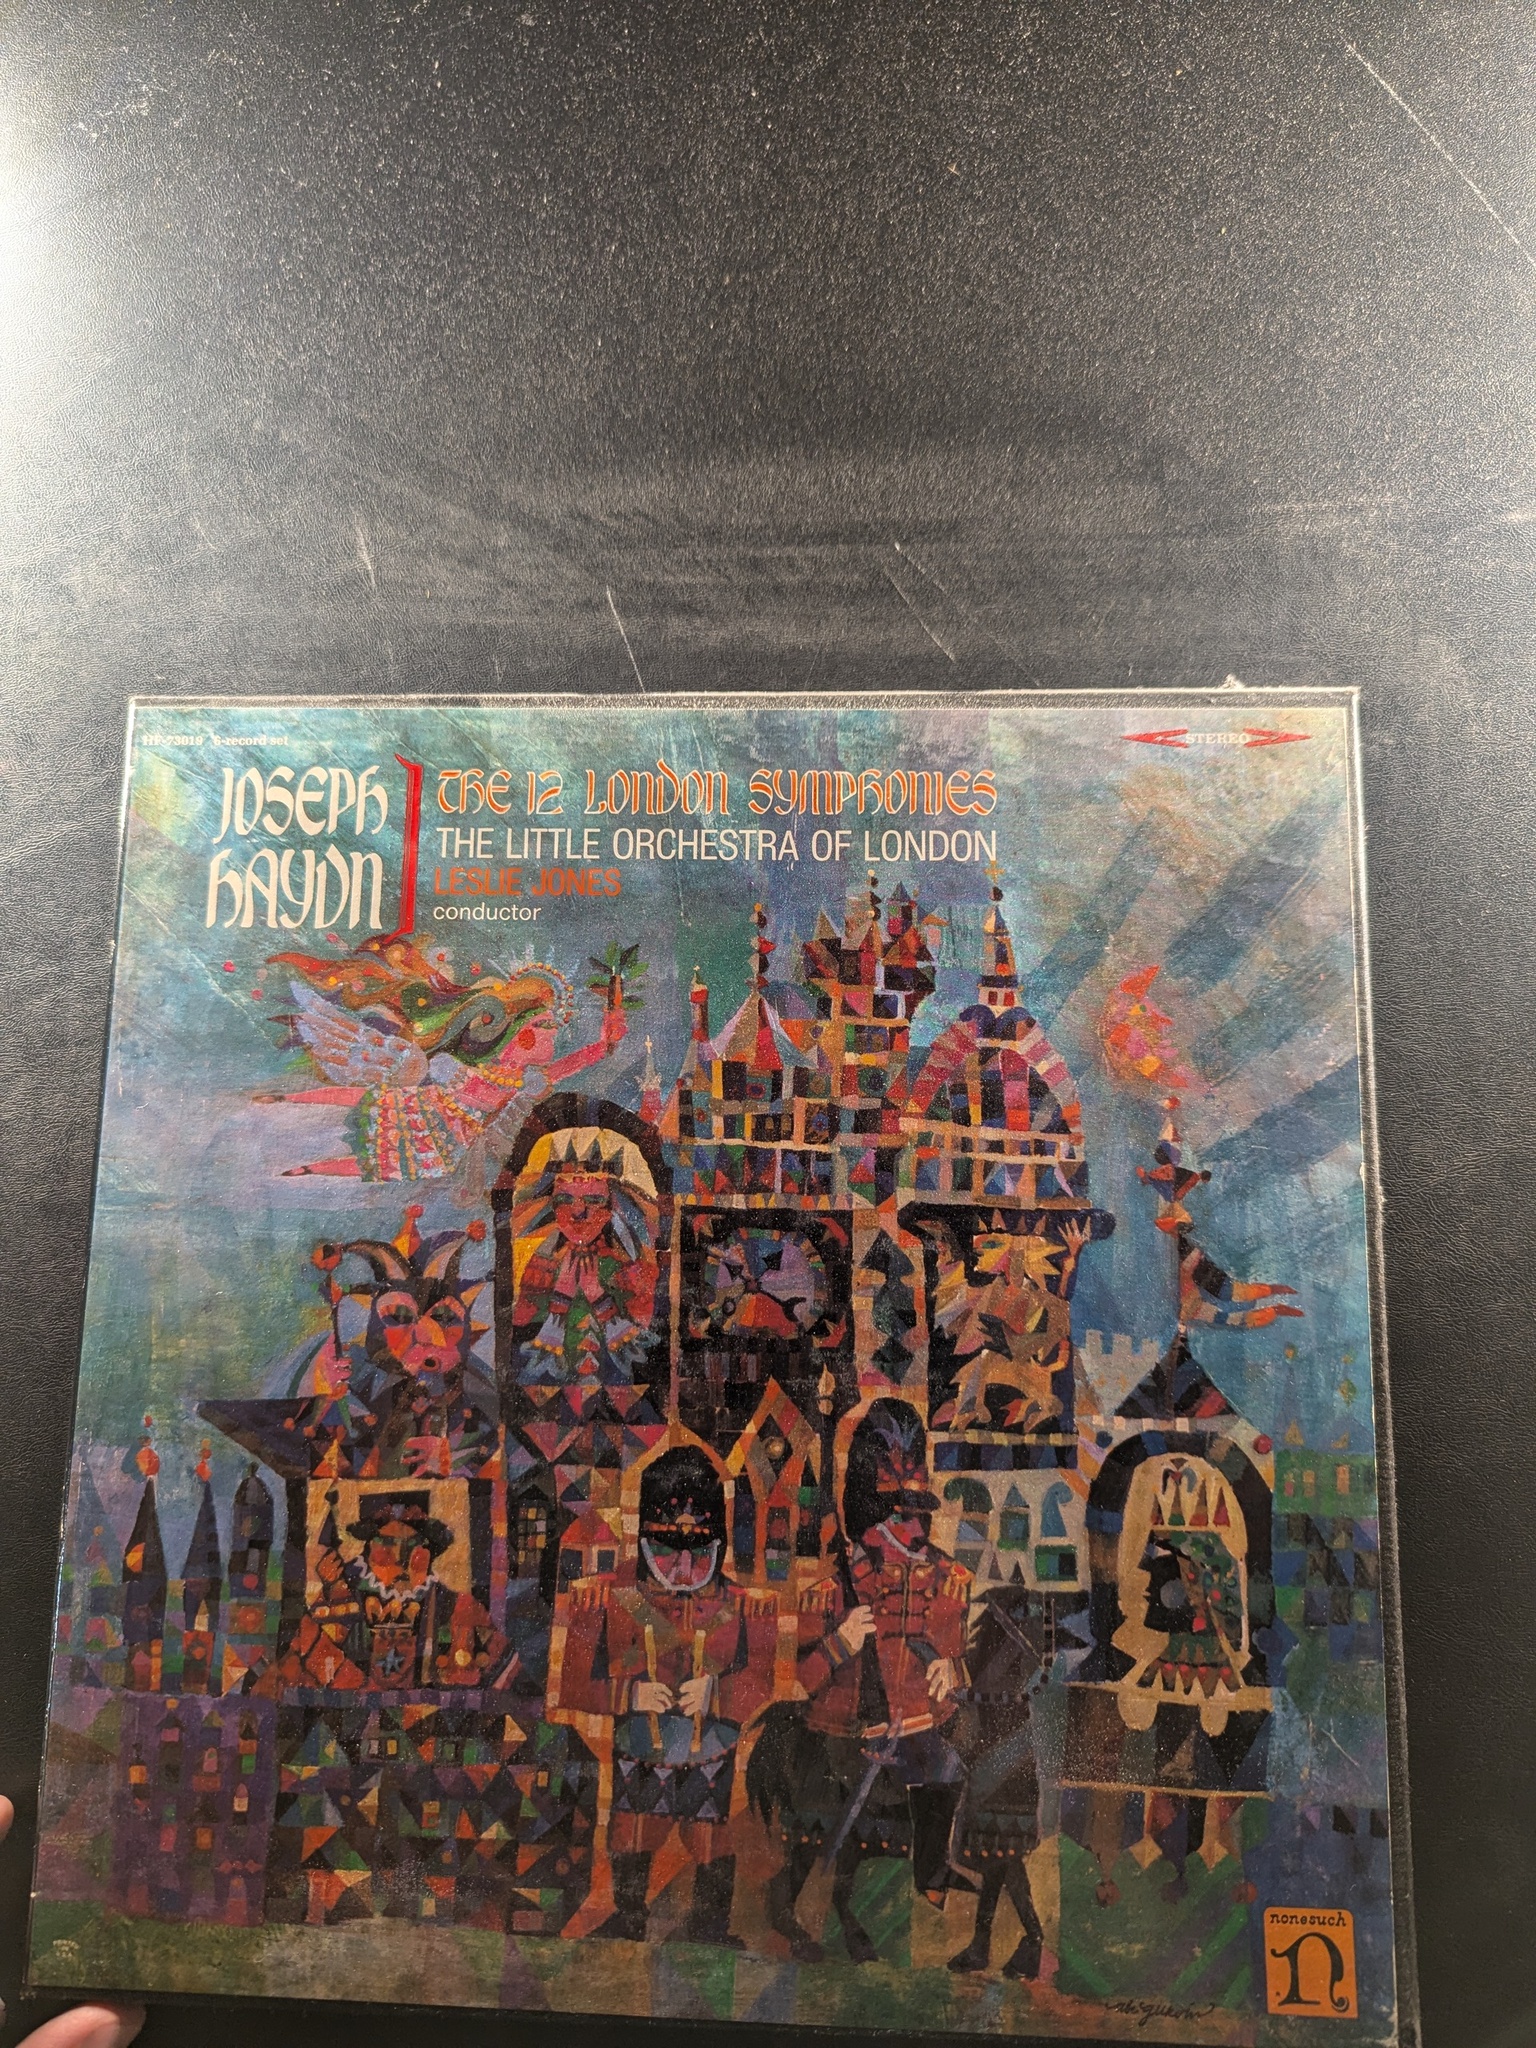 HF-73019 6-record set
STEREO
JOSEPH
HAYDN
THE 12 LONDON SYMPHONIES
THE LITTLE ORCHESTRA OF LONDON
LESLIE JONES
conductor
nonesuch
n